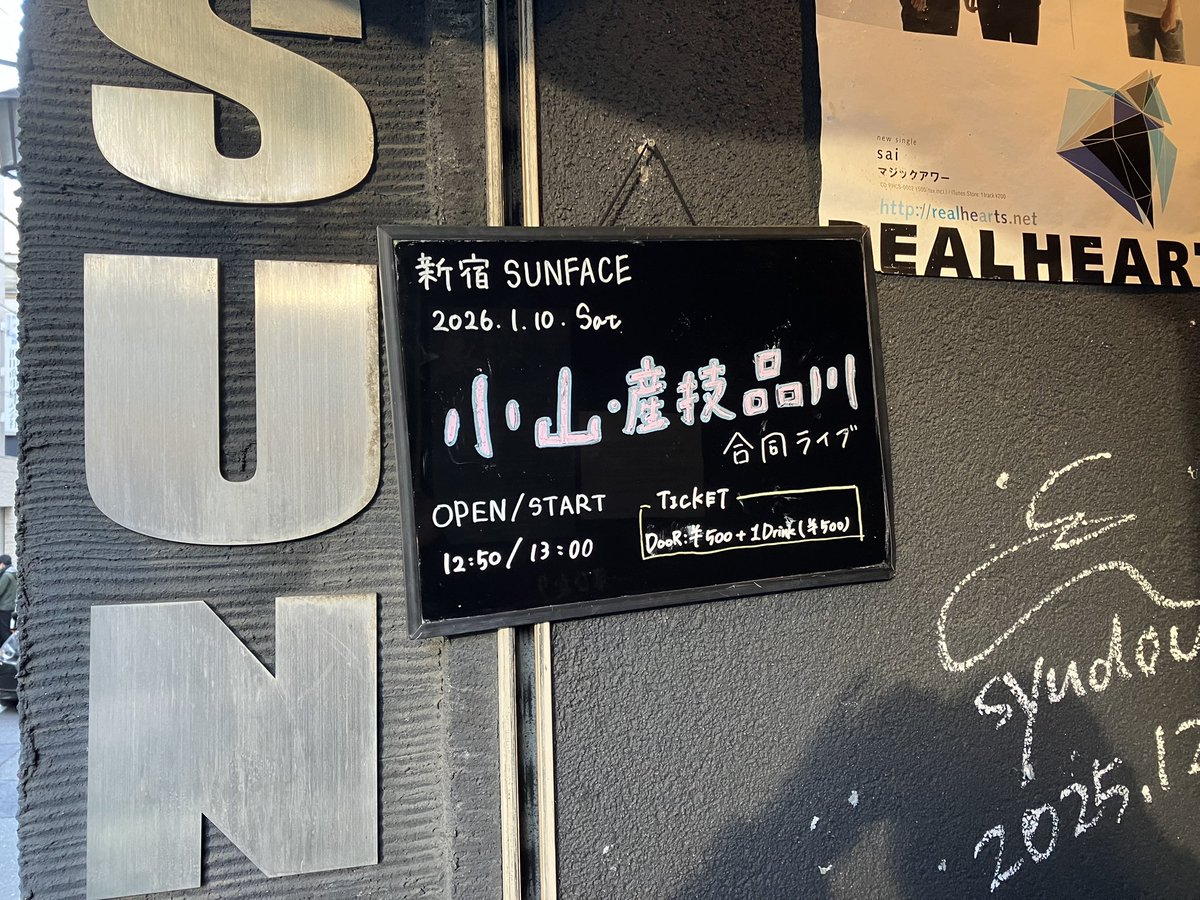 SUN
新宿 SUNFACE
2026.1.10.Sat
小山・産技品川
合同ライブ
OPEN/START
12:50/13:00
TICKET
DOOR:¥500+1Drink(¥500)
new single
sai
マジックアワー
http://realhearts.net
REALHEART
syudou
2025.12